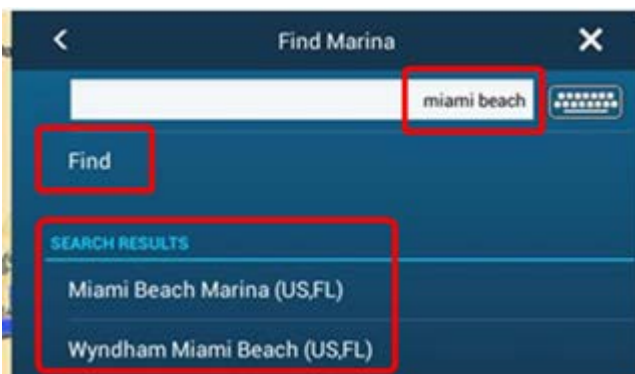 Find Marina
miami beach
Find
SEARCH RESULTS
Miami Beach Marina (US,FL)
Wyndham Miami Beach (US,FL)